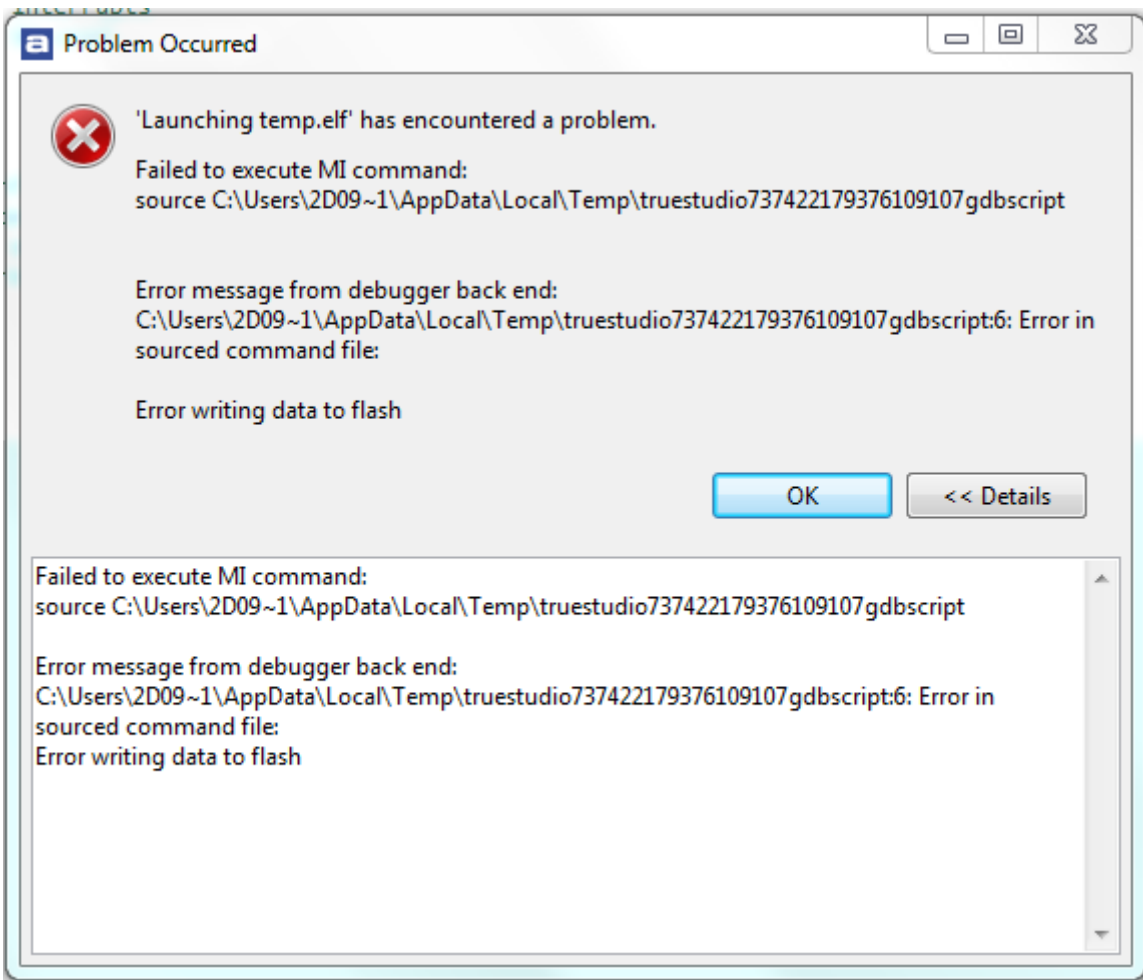 Interrupts
Problem Occurred
'Launching temp.elf' has encountered a problem.
Failed to execute MI command:
source C:\Users\2D09~1\AppData\Local\Temp\truestudio737422179376109107gdbscript
Error message from debugger back end:
C:\Users\2D09~1\AppData\Local\Temp\truestudio737422179376109107gdbscript:6: Error in
sourced command file:
Error writing data to flash
OK
<< Details
Failed to execute MI command:
source C:\Users\2D09~1\AppData\Local\Temp\truestudio737422179376109107gdbscript
Error message from debugger back end:
C:\Users\2D09~1\AppData\Local\Temp\truestudio737422179376109107gdbscript:6: Error in
sourced command file:
Error writing data to flash